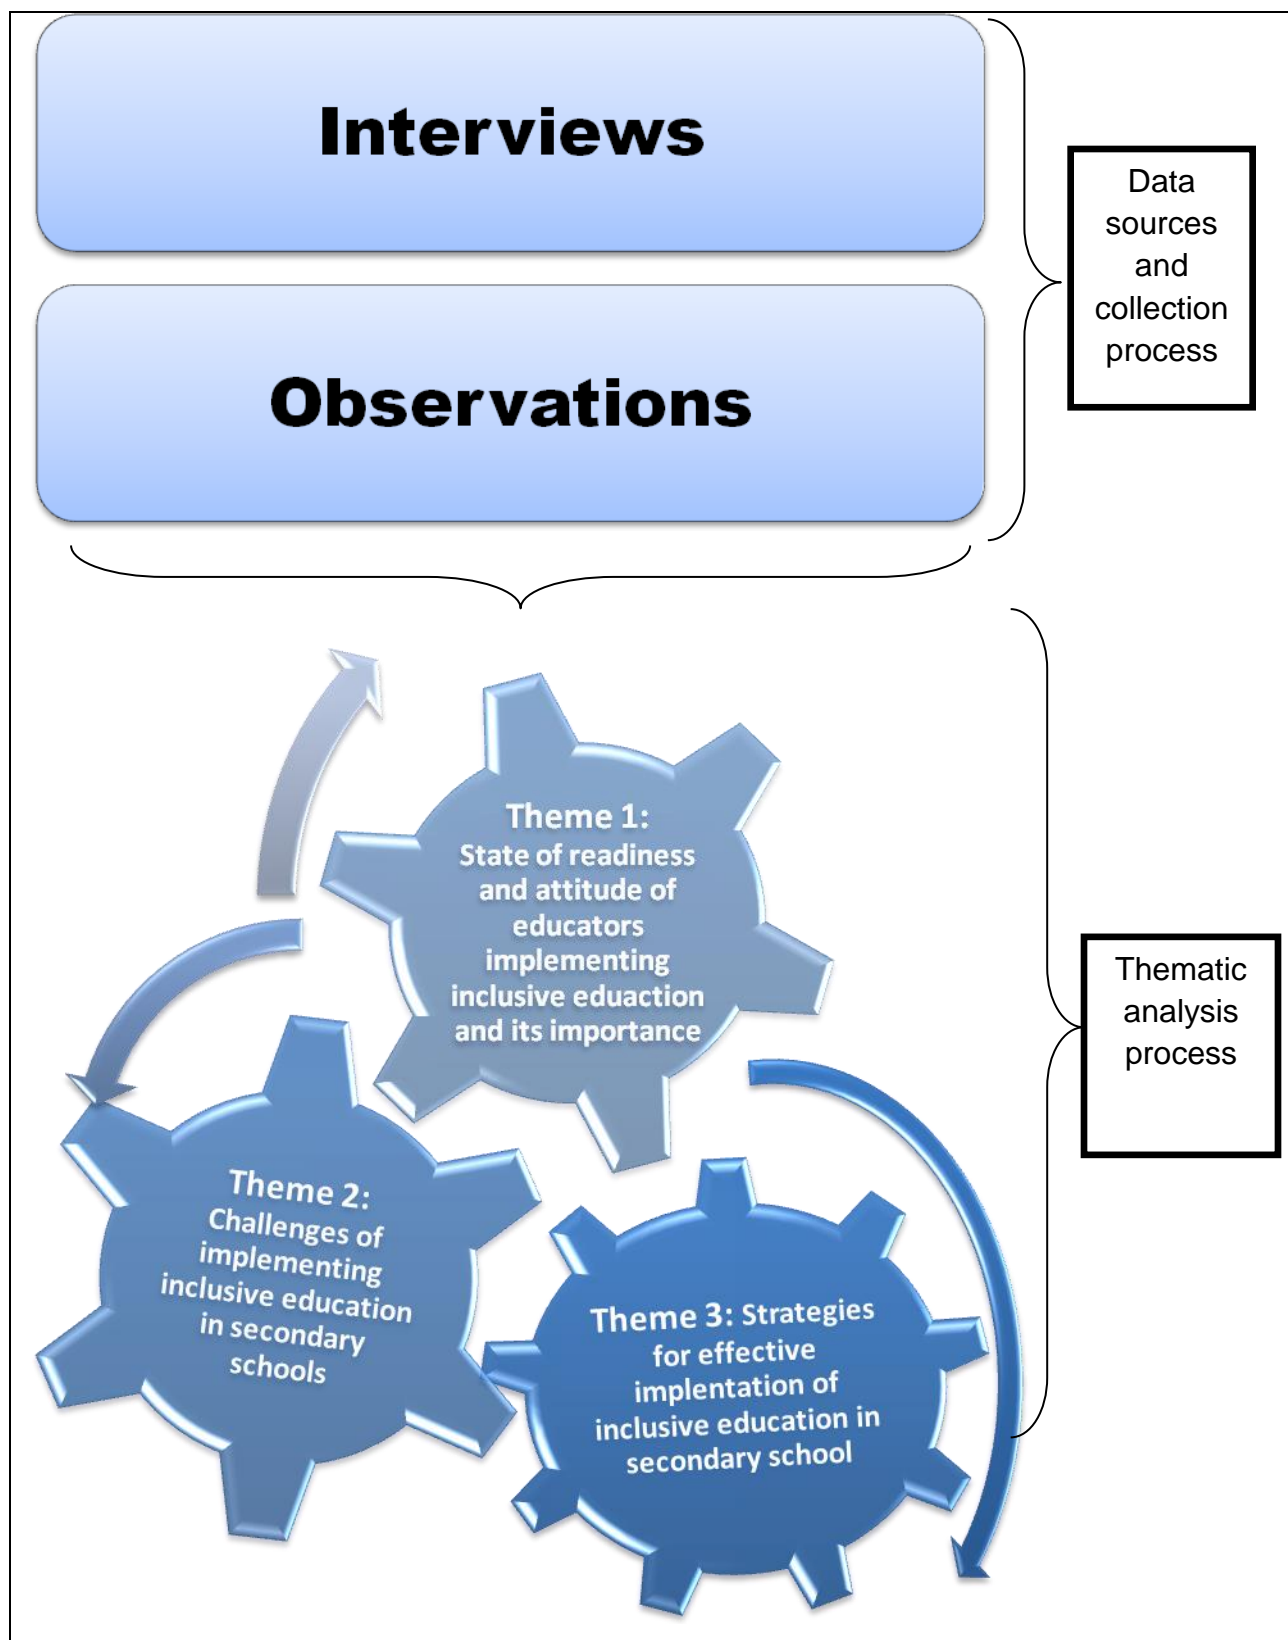 Interviews
Data
sources
and
collection
process
Observations
Theme 1:
State of readiness
and attitude of
educators
implementing
inclusive eduaction
and its importance
Thematic
analysis
process
Theme 2:
Challenges of
implementing
inclusive education
in secondary
schools
Theme 3: Strategies
for effective
implentation of
inclusive education in
secondary school